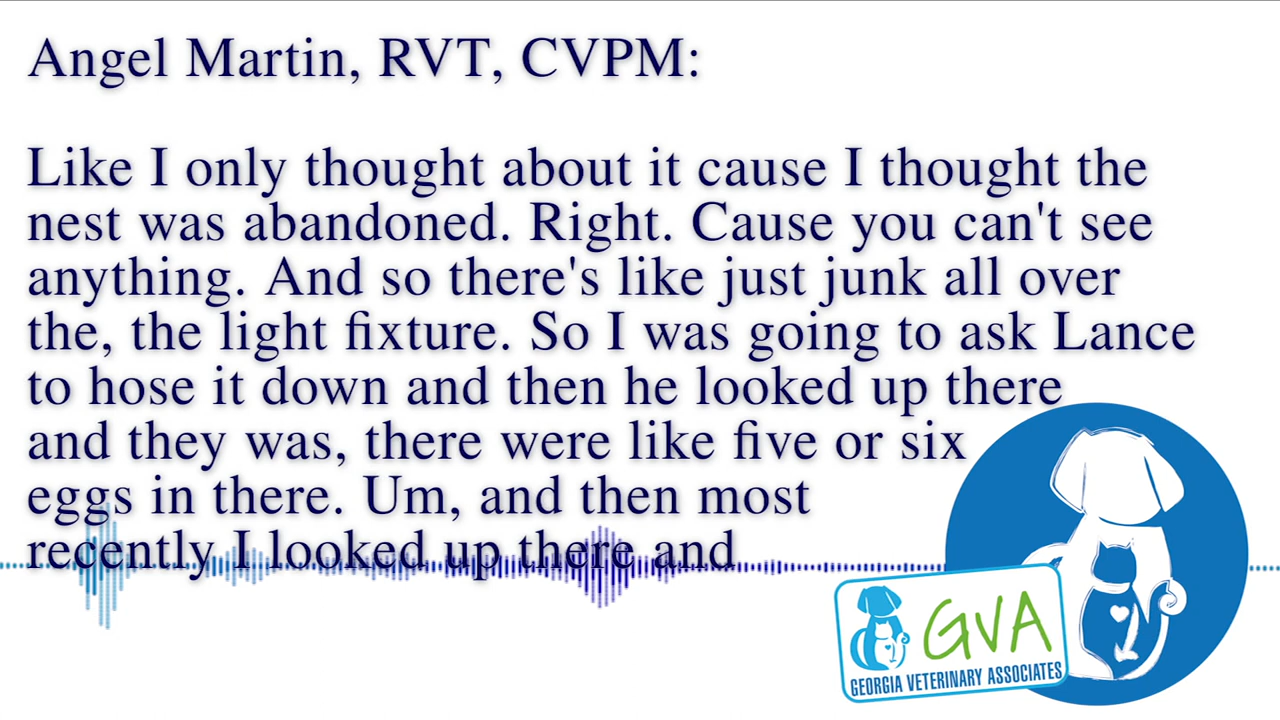 Angel Martin, RVT, CVPM:
Like I only thought about it cause I thought the
nest was abandoned. Right. Cause you can't see
anything. And so there's like just junk all over
the, the light fixture. So I was going to ask Lance
to hose it down and then he looked up there
and they was, there were like five or six
eggs in there. Um, and then most
recently I looked up there and
GVA
GEORGIA VETERINARY ASSOCIATES